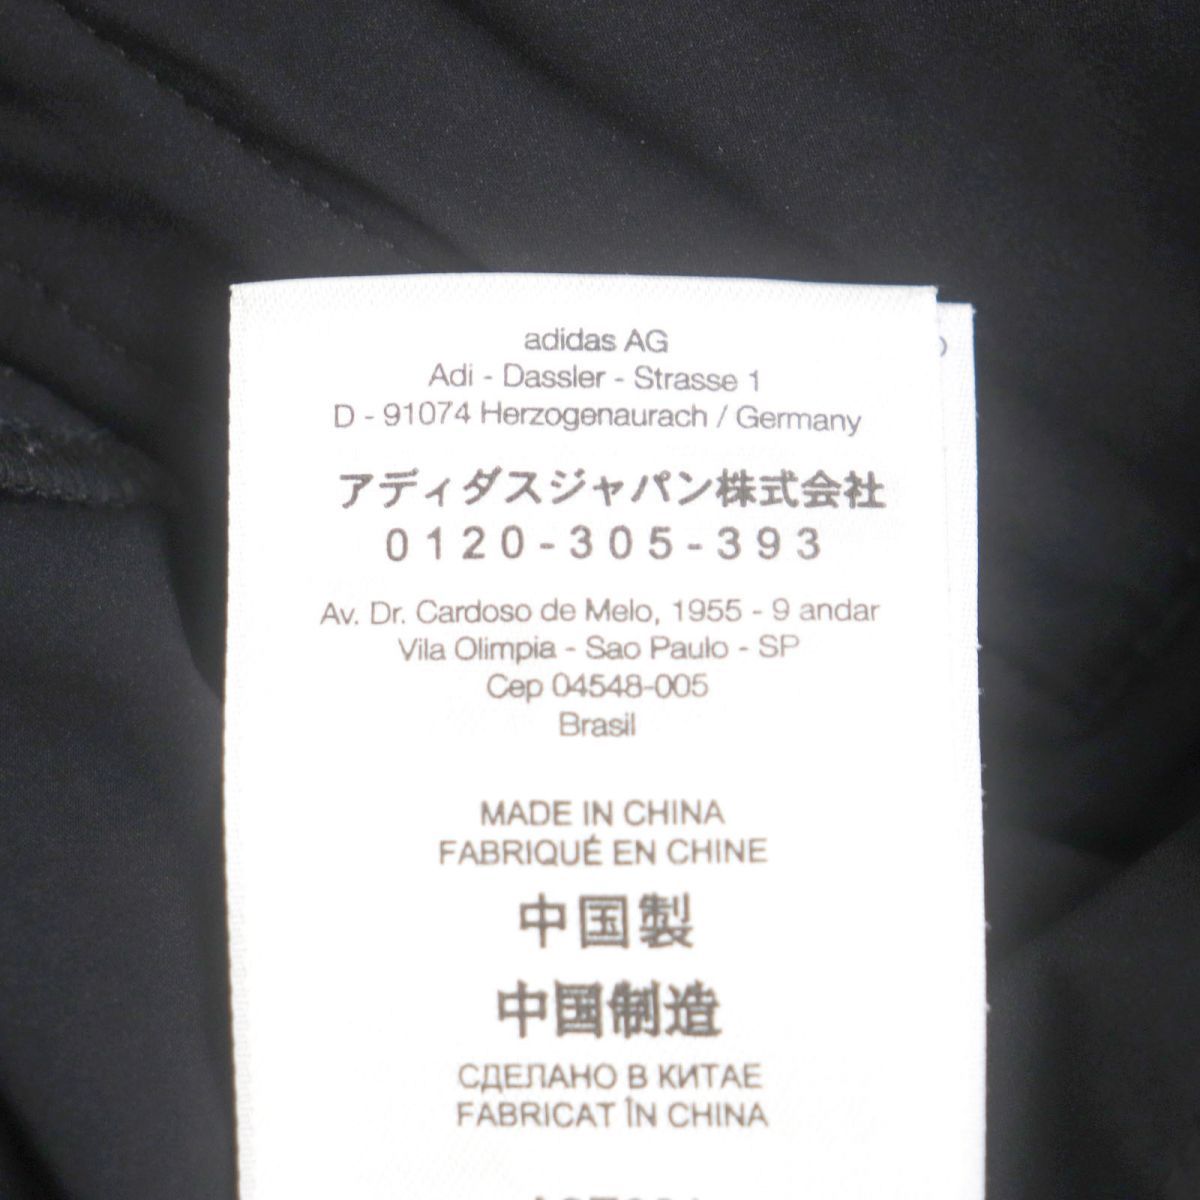 adidas AG
Adi - Dassler - Strasse 1
D - 91074 Herzogenaurach / Germany
アディダスジャパン株式会社
0120-305-393
Av. Dr. Cardoso de Melo, 1955 - 9 andar
Vila Olimpia - Sao Paulo - SP
Cep 04548-005
Brasil
MADE IN CHINA
FABRIQUÉ EN CHINE
中国製
中国制造
СДЕЛАНО В КИТАЕ
FABRICAT ÎN CHINA